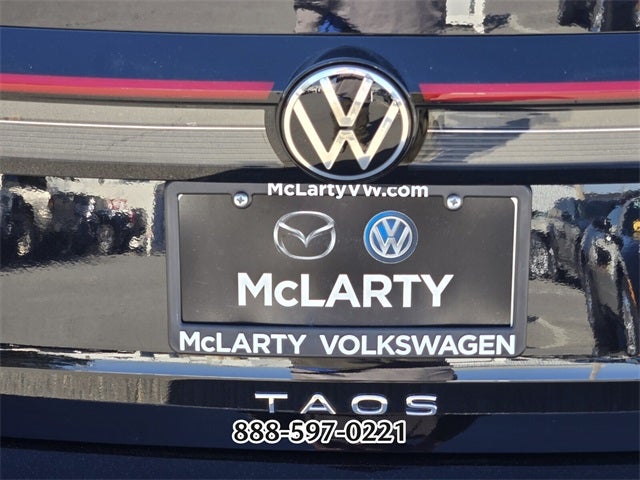 McLartyVW.com
McLARTY
McLARTY VOLKSWAGEN
TAOS
888-597-0221